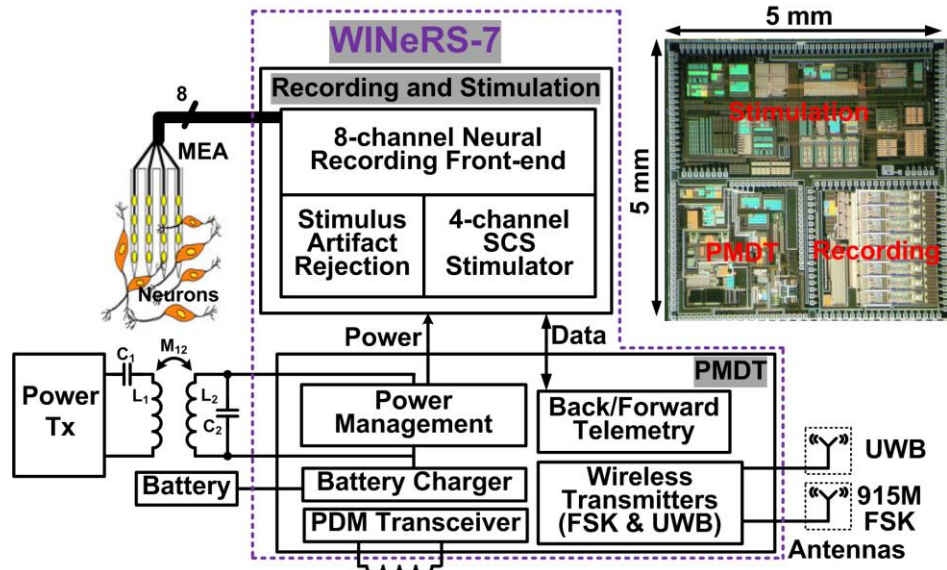 WINeRS-7
Recording and Stimulation
8-channel Neural
Recording Front-end
Stimulus
Artifact
Rejection
4-channel
SCS
Stimulator
8
MEA
Neurons
5 mm
5 mm
Stimulation
PMDT
Recording
Power
Data
PMDT
Power
Tx
C1
M12
L1
L2
C2
Power
Management
Back/Forward
Telemetry
Battery
Battery Charger
PDM Transceiver
Wireless
Transmitters
(FSK & UWB)
UWB
915M
FSK
Antennas